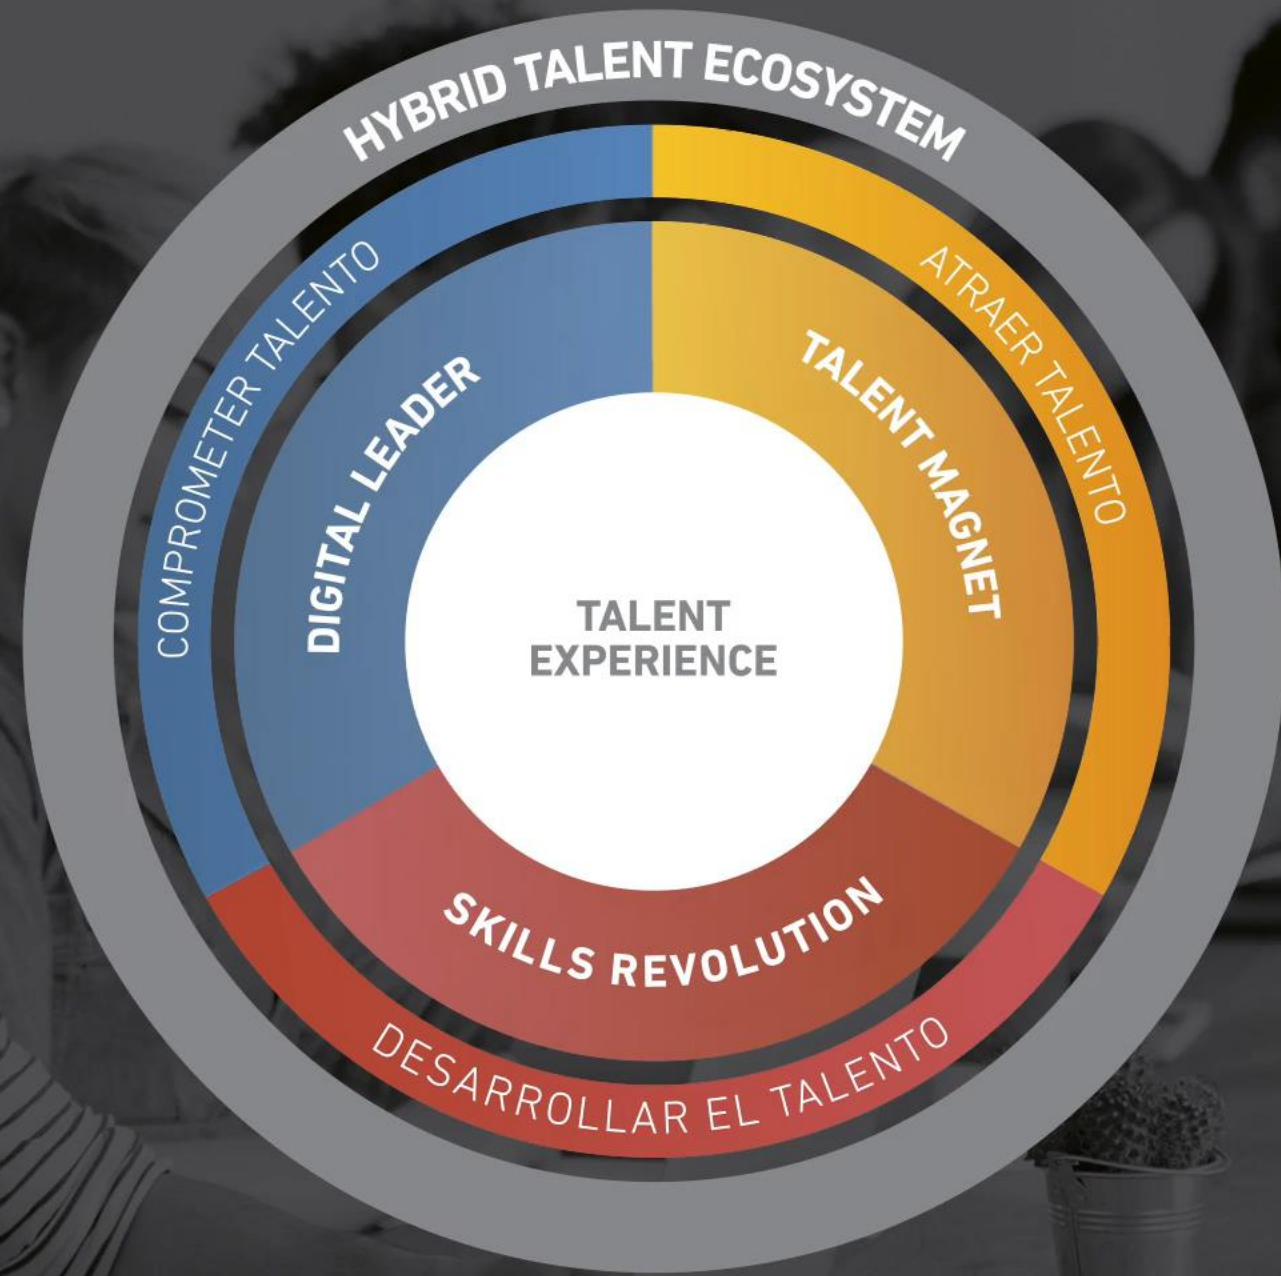 HYBRID TALENT ECOSYSTEM
COMPROMETER TALENTO
ATRAER TALENTO
DIGITAL LEADER
TALENT MAGNET
TALENT
EXPERIENCE
SKILLS REVOLUTION
DESARROLLAR EL TALENTO